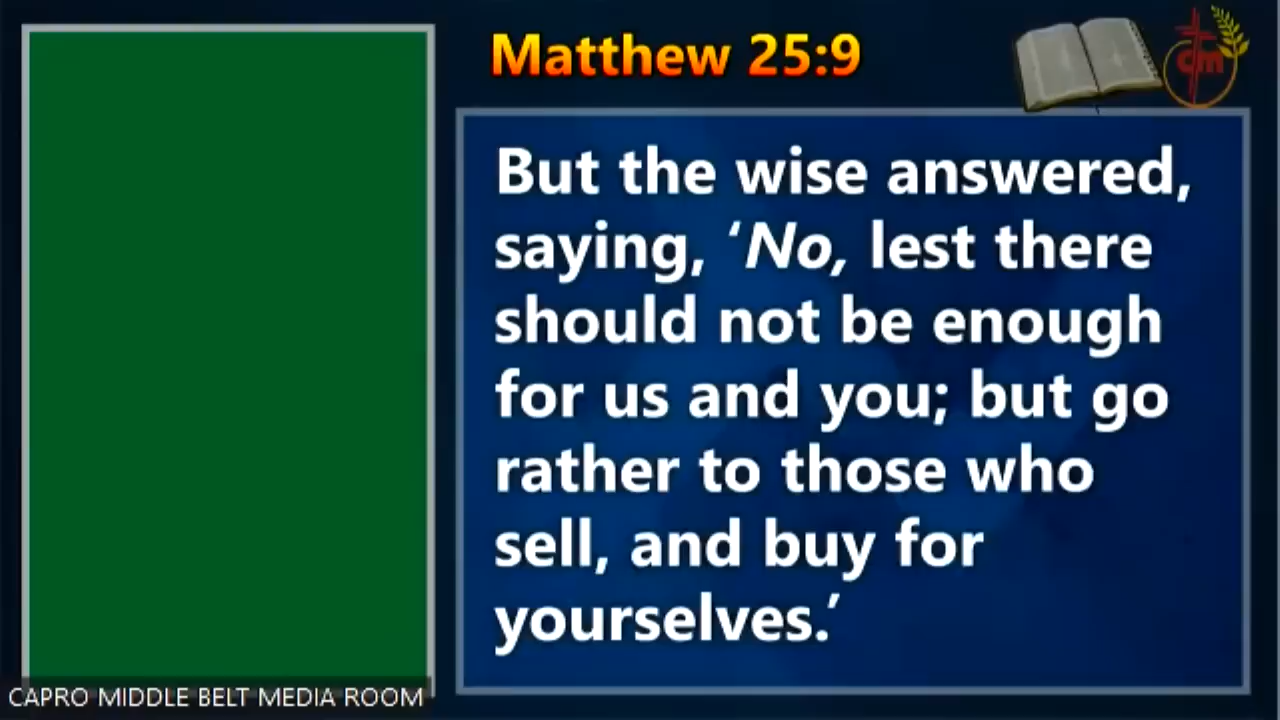 Matthew 25:9
cm
But the wise answered,
saying, ‘No, lest there
should not be enough
for us and you; but go
rather to those who
sell, and buy for
yourselves.’
CAPRO MIDDLE BELT MEDIA ROOM